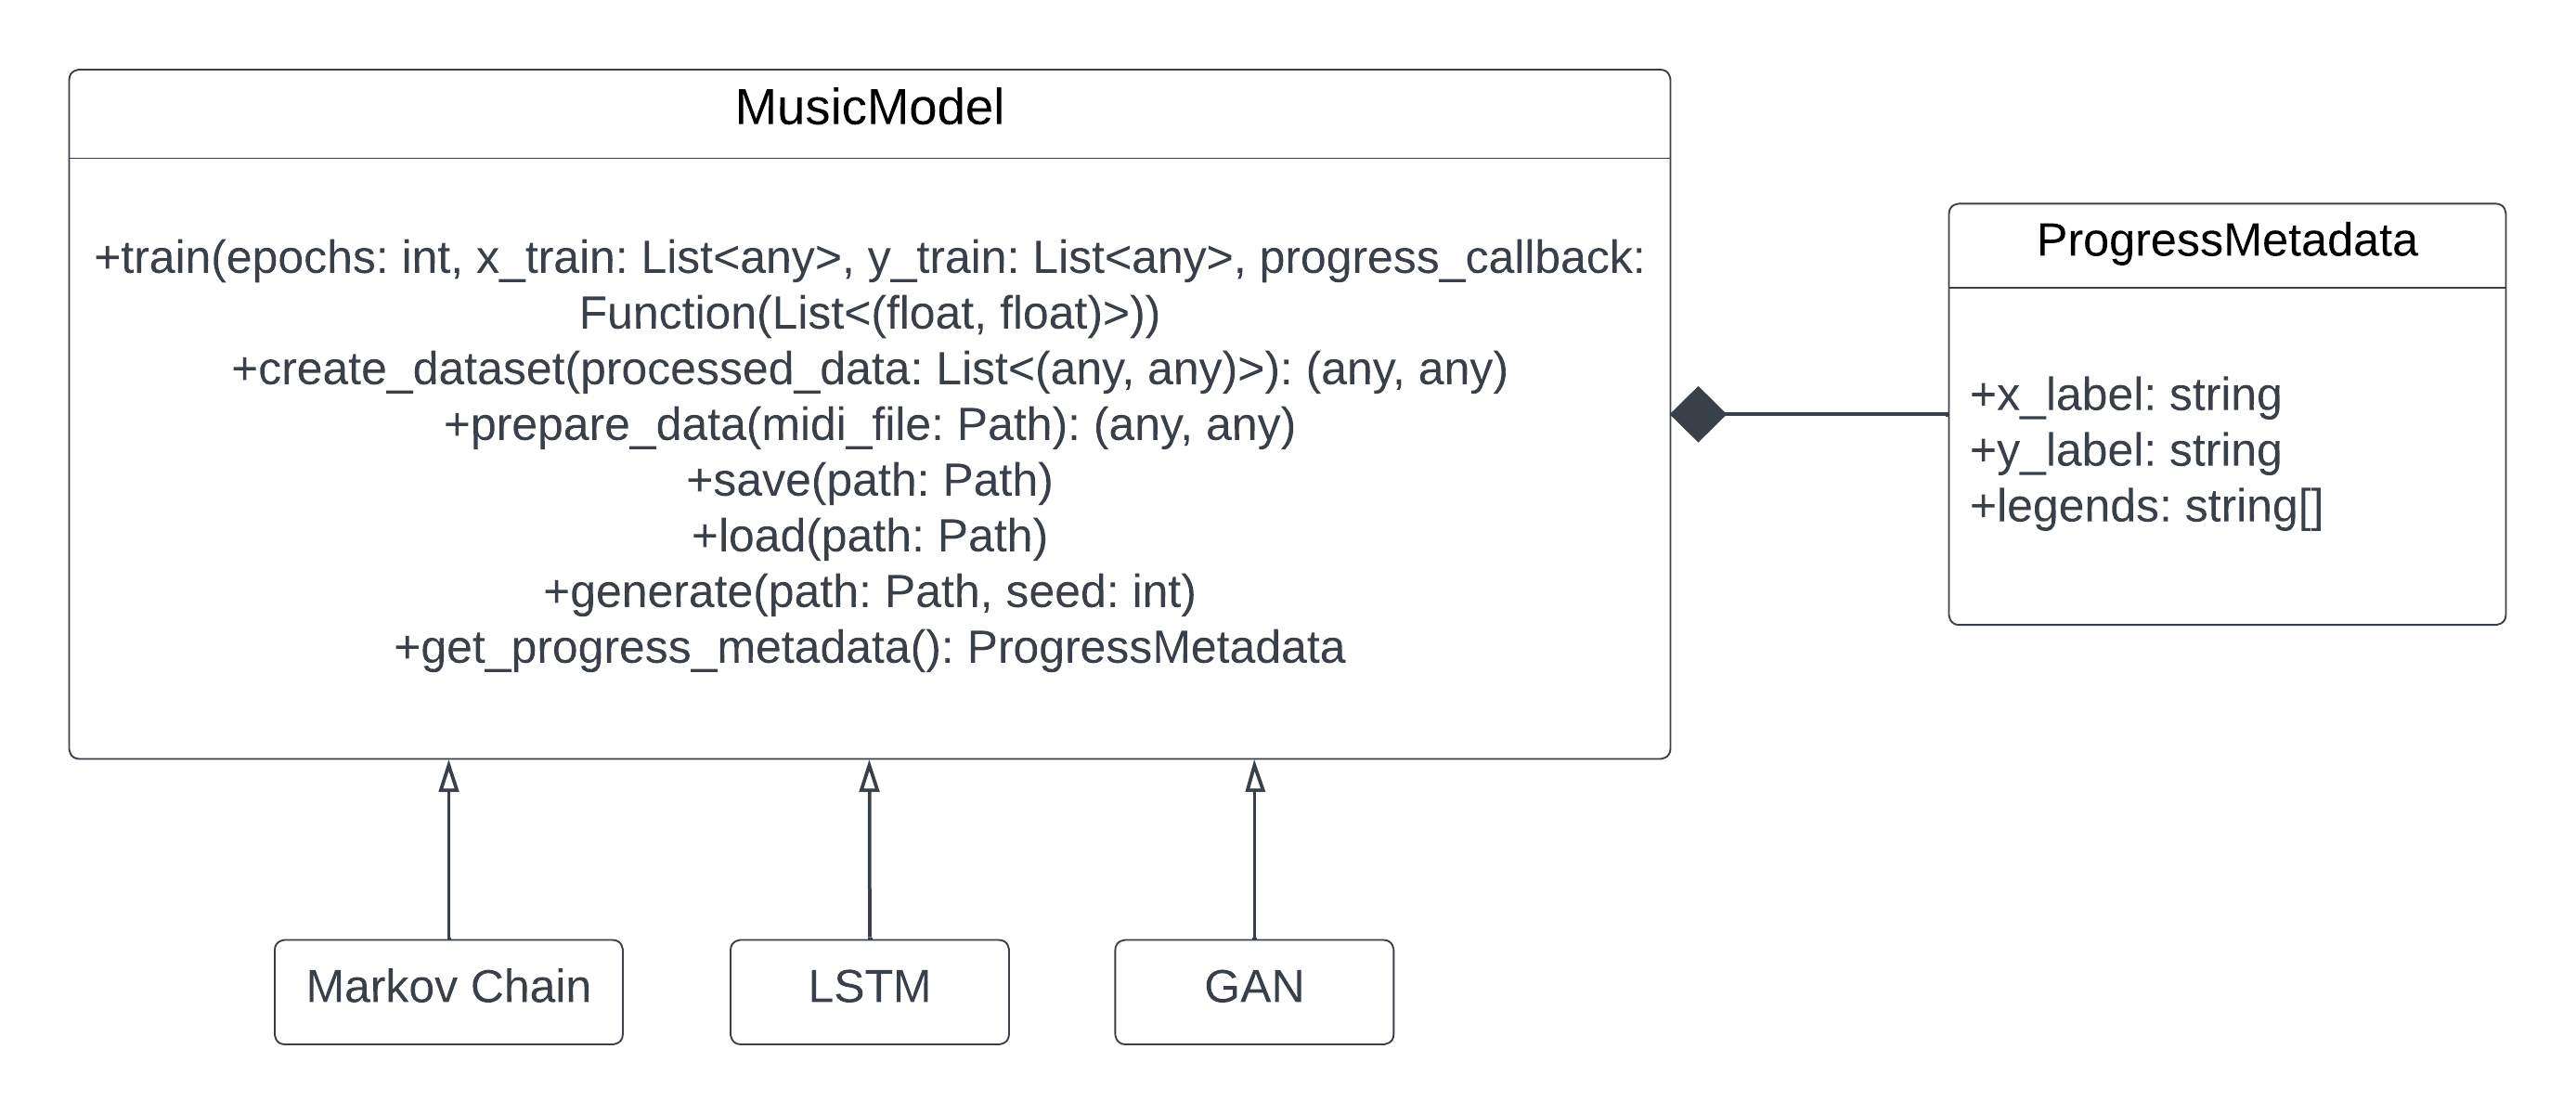 MusicModel
+train(epochs: int, x_train: List<any>, y_train: List<any>, progress_callback:
Function(List<(float, float)>))
+create_dataset(processed_data: List<(any, any)>): (any, any)
+prepare_data(midi_file: Path): (any, any)
+save(path: Path)
+load(path: Path)
+generate(path: Path, seed: int)
+get_progress_metadata(): ProgressMetadata
ProgressMetadata
+x_label: string
+y_label: string
+legends: string[]
Markov Chain
LSTM
GAN